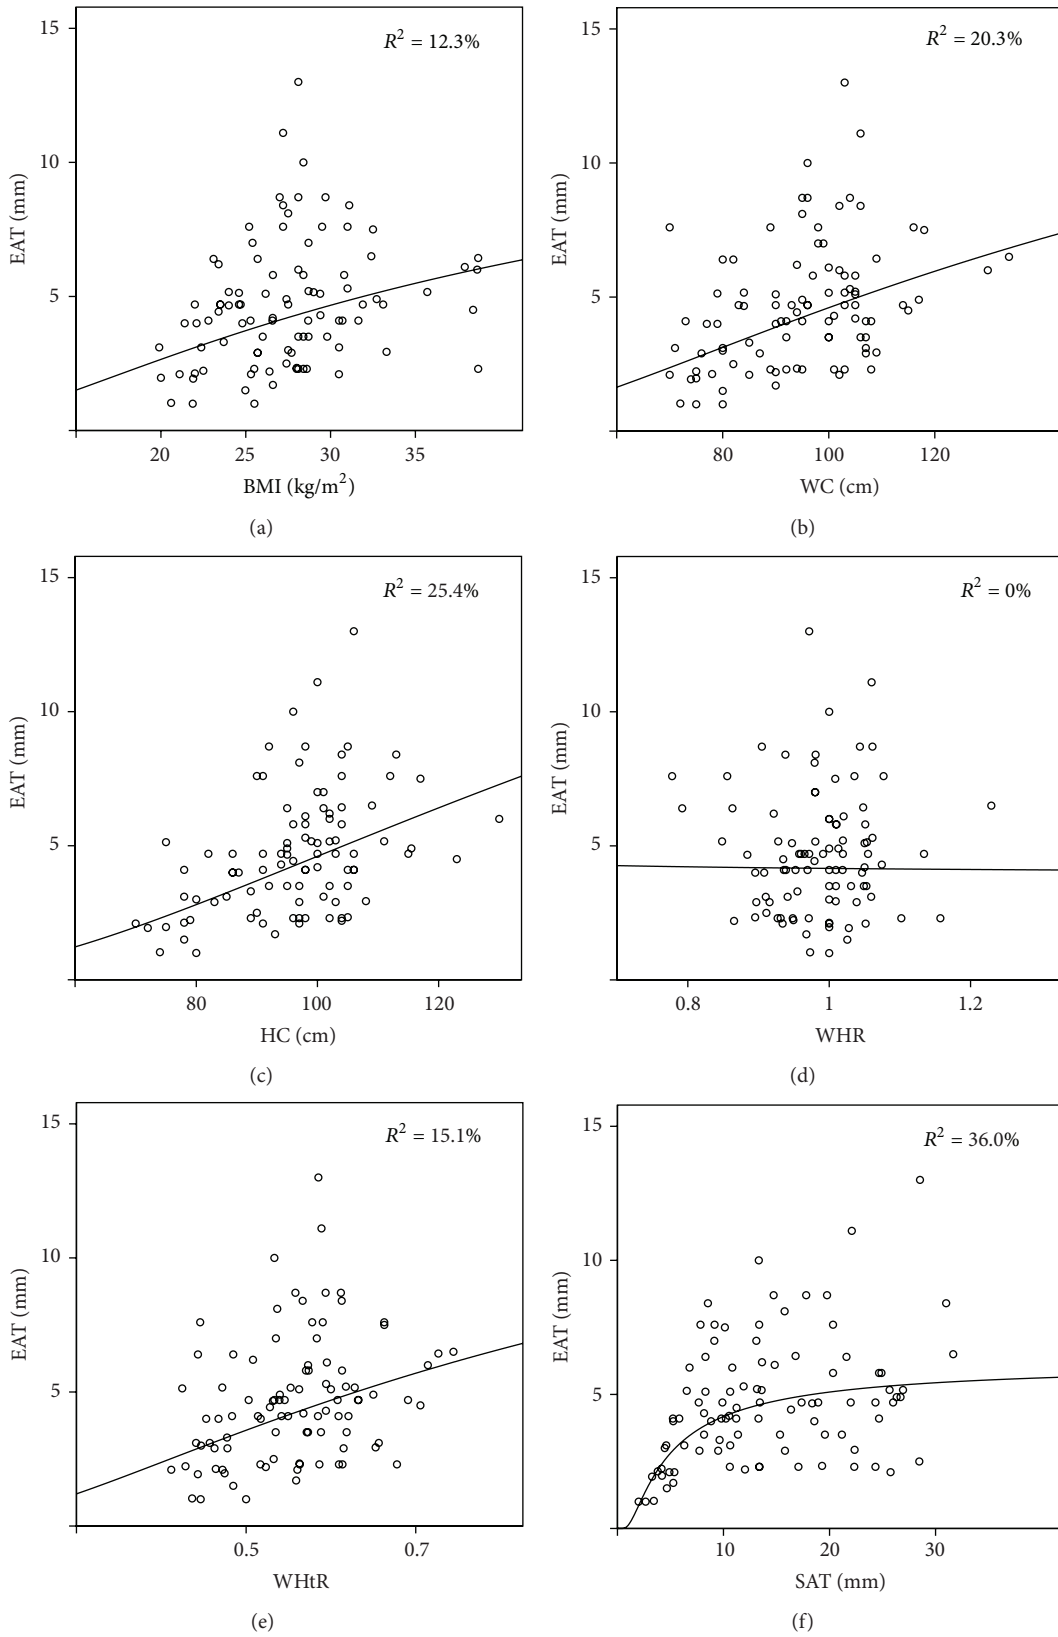 15
10
5
EAT (mm)
R² = 12.3%
20 25 30 35
BMI (kg/m²)
(a)
15
10
5
EAT (mm)
R² = 20.3%
80 100 120
WC (cm)
(b)
15
10
5
EAT (mm)
R² = 25.4%
80 100 120
HC (cm)
(c)
15
10
5
EAT (mm)
R² = 0%
0.8 1 1.2
WHR
(d)
15
10
5
EAT (mm)
R² = 15.1%
0.5 0.7
WHtR
(e)
15
10
5
EAT (mm)
R² = 36.0%
10 20 30
SAT (mm)
(f)